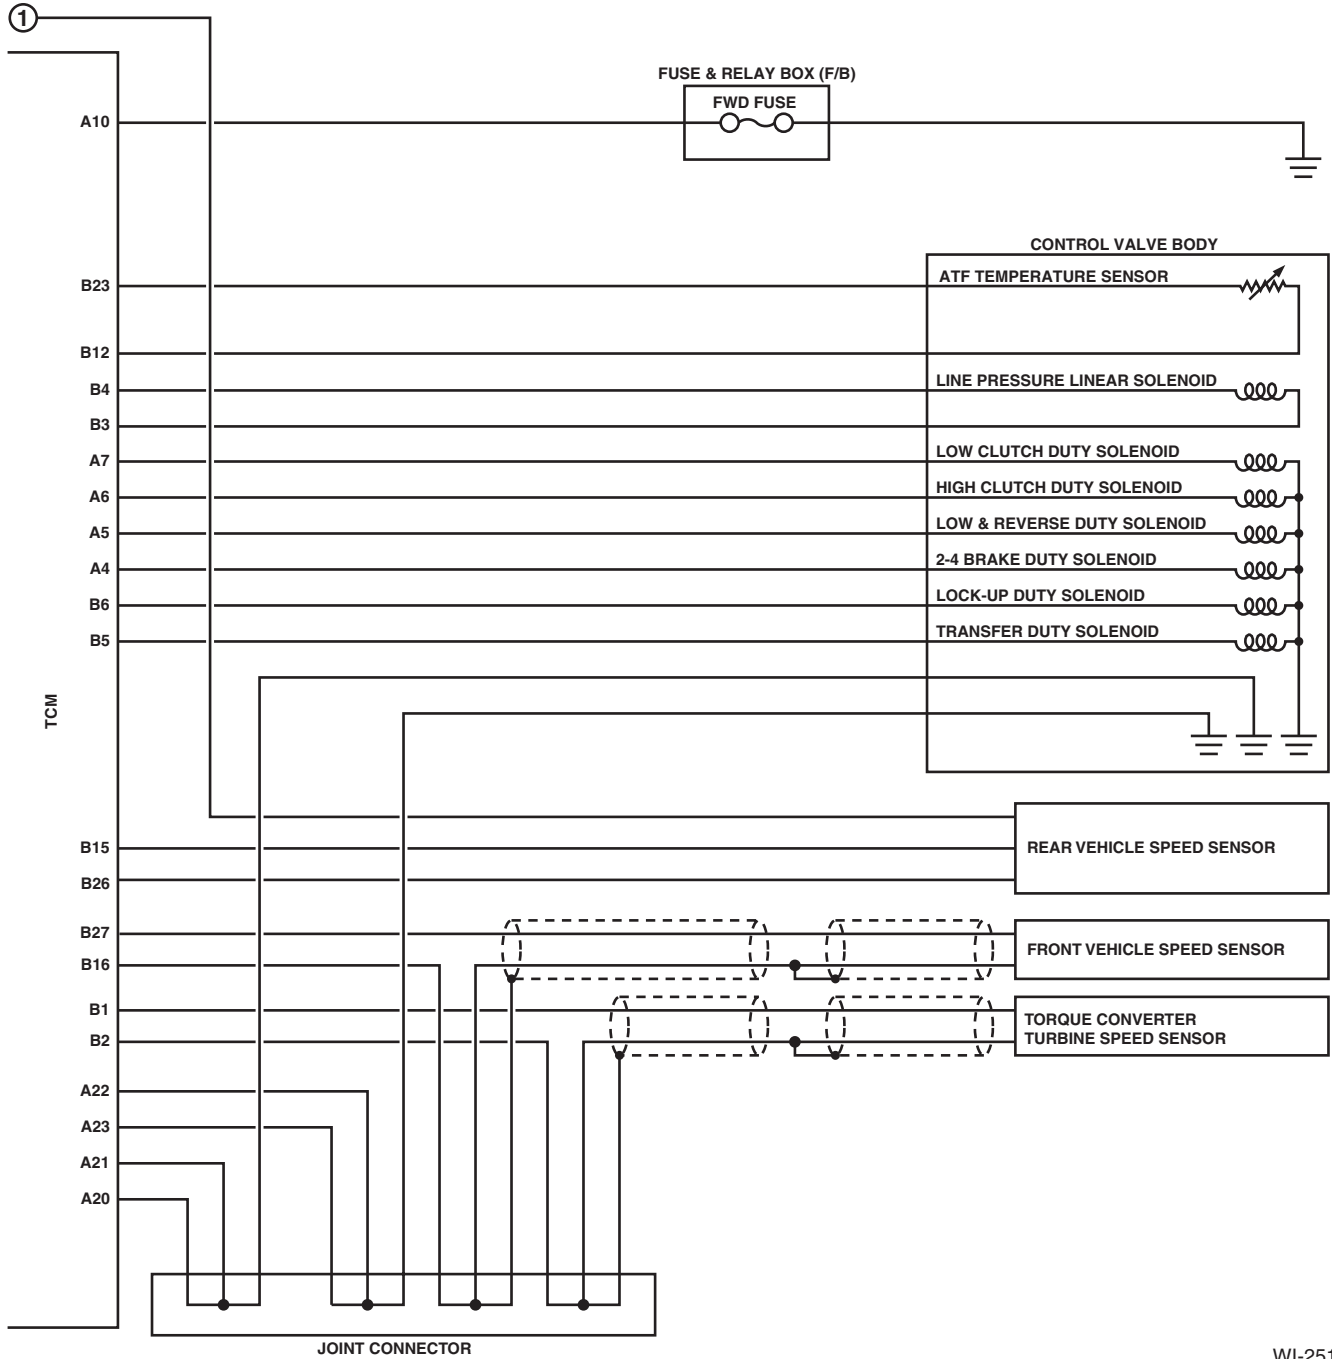 1
FUSE & RELAY BOX (F/B)
FWD FUSE
A10
CONTROL VALVE BODY
B23
ATF TEMPERATURE SENSOR
B12
B4
LINE PRESSURE LINEAR SOLENOID
B3
A7
LOW CLUTCH DUTY SOLENOID
A6
HIGH CLUTCH DUTY SOLENOID
A5
LOW & REVERSE DUTY SOLENOID
A4
2-4 BRAKE DUTY SOLENOID
B6
LOCK-UP DUTY SOLENOID
B5
TRANSFER DUTY SOLENOID
TCM
B15
REAR VEHICLE SPEED SENSOR
B26
B27
FRONT VEHICLE SPEED SENSOR
B16
B1
TORQUE CONVERTER
TURBINE SPEED SENSOR
B2
A22
A23
A21
A20
JOINT CONNECTOR
WI-251